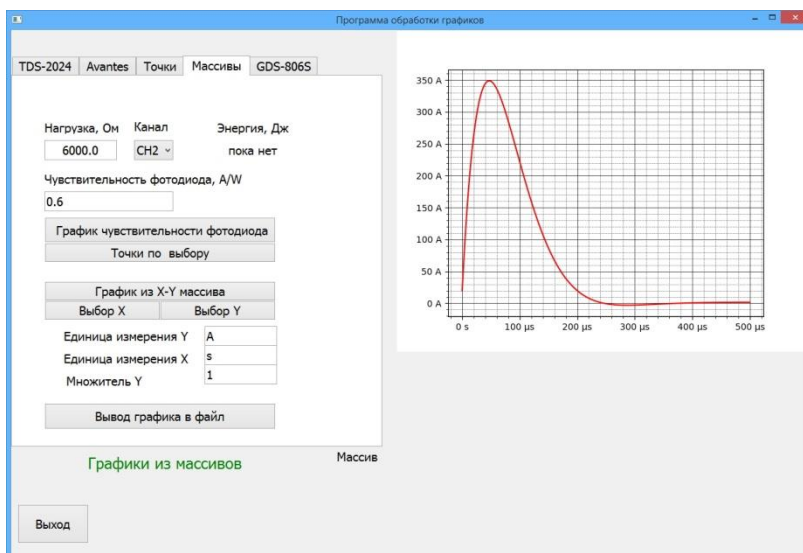 Программа обработки графиков
TDS-2024 Avantes Точки Массивы GDS-806S
Нагрузка, Ом Канал Энергия, Дж
6000.0 CH2 пока нет
Чувствительность фотодиода, A/W
0.6
График чувствительности фотодиода
Точки по выбору
График из X-Y массива
Выбор X Выбор Y
Единица измерения Y A
Единица измерения X s
Множитель Y 1
Вывод графика в файл
Графики из массивов Массив
Выход
350 A
300 A
250 A
200 A
150 A
100 A
50 A
0 A
0 s 100 µs 200 µs 300 µs 400 µs 500 µs